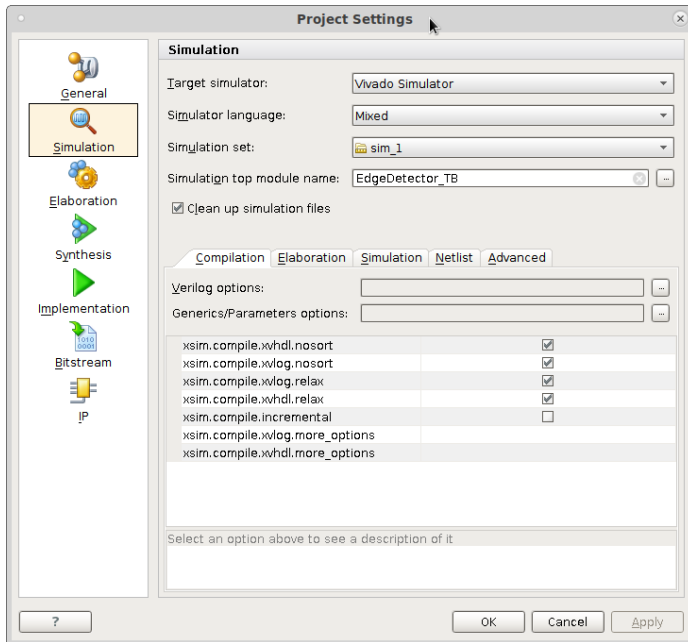 Project Settings
General
Simulation
Elaboration
Synthesis
Implementation
1010
0001
Bitstream
IP
Simulation
Target simulator:
Vivado Simulator
Simulator language:
Mixed
Simulation set:
sim_1
Simulation top module name:
EdgeDetector_TB
...
Clean up simulation files
Compilation Elaboration Simulation Netlist Advanced
Verilog options:
...
Generics/Parameters options:
...
xsim.compile.xvhdl.nosort
xsim.compile.xvlog.nosort
xsim.compile.xvlog.relax
xsim.compile.xvhdl.relax
xsim.compile.incremental
xsim.compile.xvlog.more_options
xsim.compile.xvhdl.more_options
Select an option above to see a description of it
? OK Cancel Apply